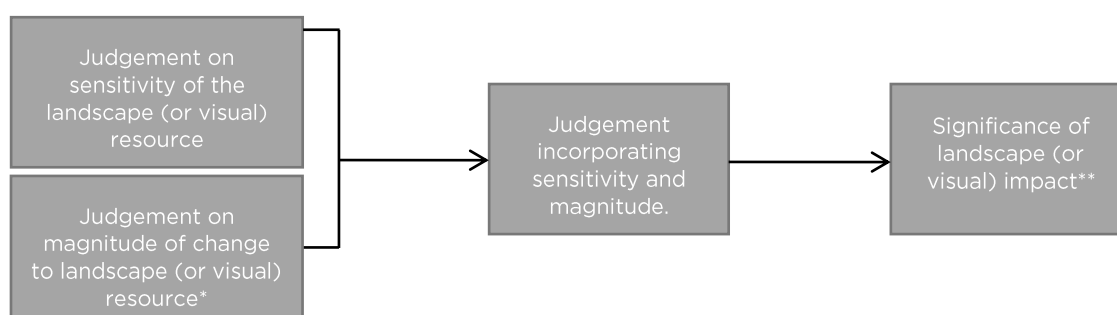 Judgement on
sensitivity of the
landscape (or visual)
resource
Judgement on
magnitude of change
to landscape (or visual)
resource*
Judgement
incorporating
sensitivity and
magnitude.
Significance of
landscape (or
visual) impact**